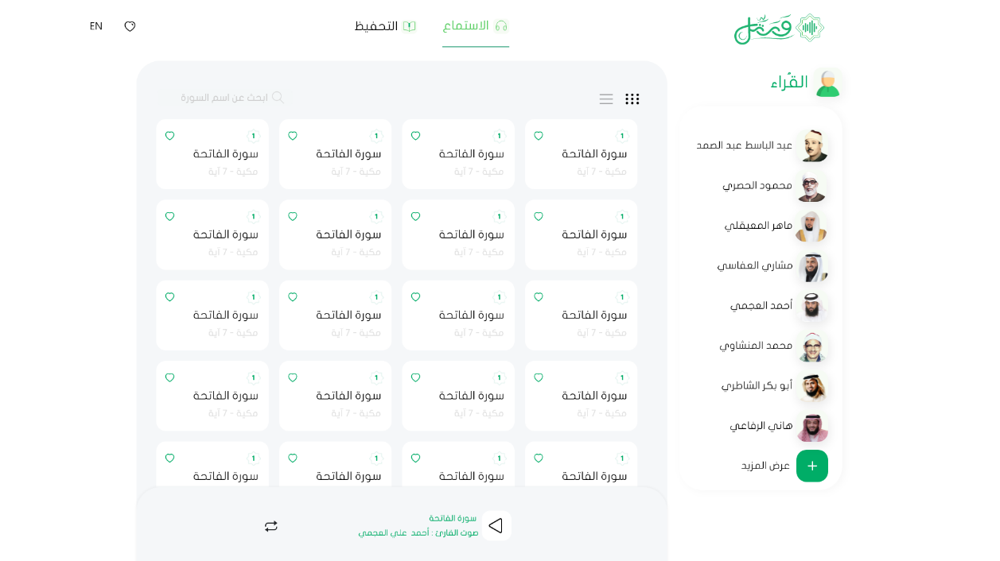 الاستماع
التحفيظ
EN
القراء
عبد الباسط عبد الصمد
محمود الحصري
ماهر المعيقلي
مشاري العفاسي
أحمد العجمي
محمد المنشاوي
أبو بكر الشاطري
هاني الرفاعي
عرض المزيد
ابحث عن اسم السورة
1 1 1 1
سورة الفاتحة سورة الفاتحة سورة الفاتحة سورة الفاتحة
مكية - 7 آية مكية - 7 آية مكية - 7 آية مكية - 7 آية
1 1 1 1
سورة الفاتحة سورة الفاتحة سورة الفاتحة سورة الفاتحة
مكية - 7 آية مكية - 7 آية مكية - 7 آية مكية - 7 آية
1 1 1 1
سورة الفاتحة سورة الفاتحة سورة الفاتحة سورة الفاتحة
مكية - 7 آية مكية - 7 آية مكية - 7 آية مكية - 7 آية
1 1 1 1
سورة الفاتحة سورة الفاتحة سورة الفاتحة سورة الفاتحة
مكية - 7 آية مكية - 7 آية مكية - 7 آية مكية - 7 آية
1 1 1 1
سورة الفاتحة سورة الفاتحة سورة الفاتحة سورة الفاتحة
سورة الفاتحة
صوت القارئ : أحمد علي العجمي